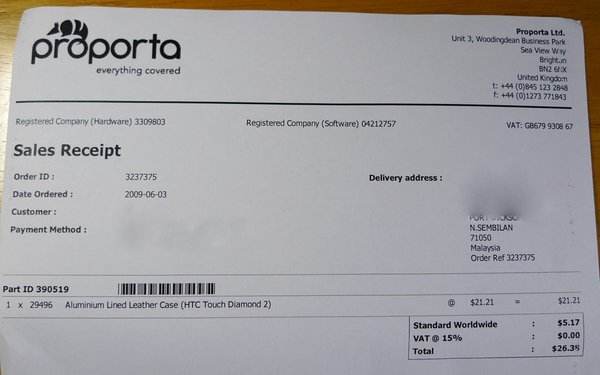 proporta
everything covered
Proporta Ltd.
Unit 3, Woodingdean Business Park
Sea View Way
Brighton
BN2 6NX
United Kingdom
t: +44 (0)845 123 2848
f: +44 (0)1273 771843
Registered Company (Hardware) 3309803 Registered Company (Software) 04212757 VAT: GB679 9308 67
Sales Receipt
Order ID : 3237375 Delivery address :
Date Ordered : 2009-06-03
Customer :
Payment Method :
PORT DICKSON
N.SEMBILAN
71050
Malaysia
Order Ref 3237375
Part ID 390519
1 x 29496 Aluminium Lined Leather Case (HTC Touch Diamond 2) @ $21.21 = $21.21
Standard Worldwide : $5.17
VAT @ 15% : $0.00
Total : $26.38